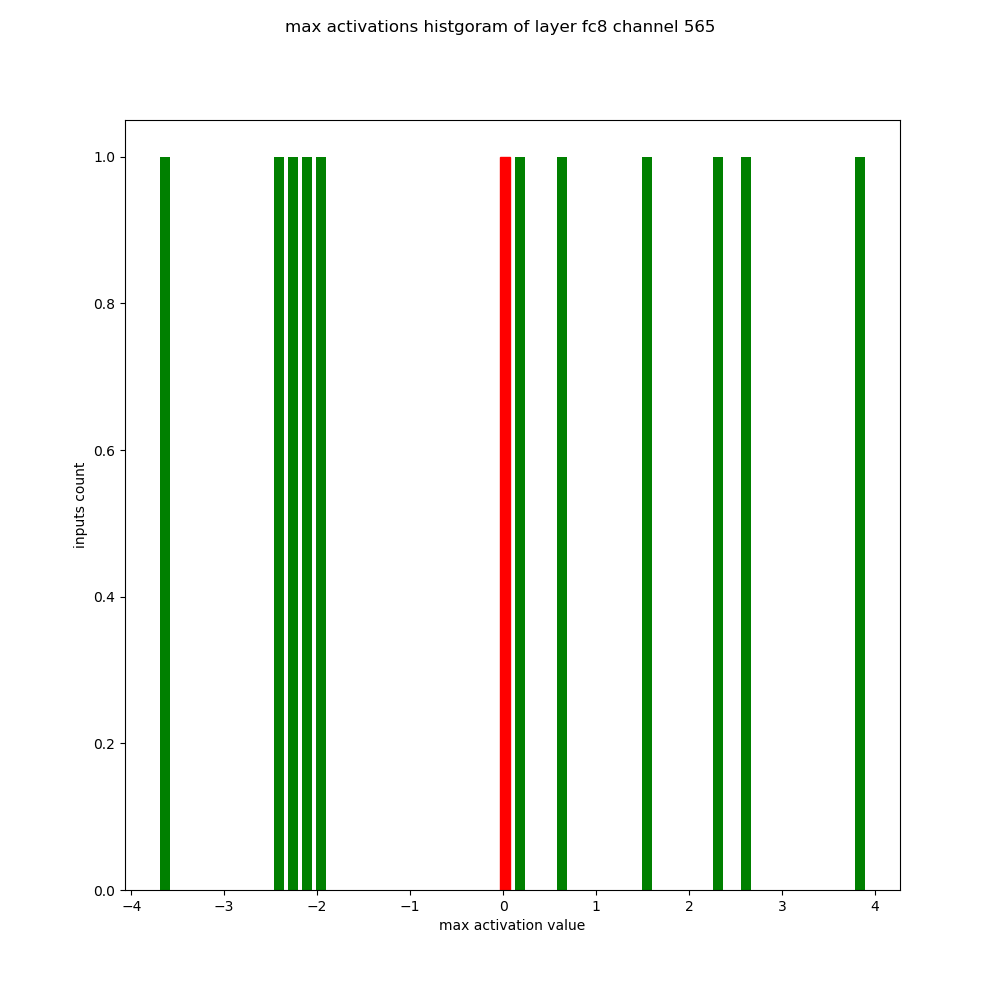 max activations histgoram of layer fc8 channel 565
1.0
0.8
0.6
0.4
0.2
0.0
inputs count
−4 −3 −2 −1 0 1 2 3 4
max activation value